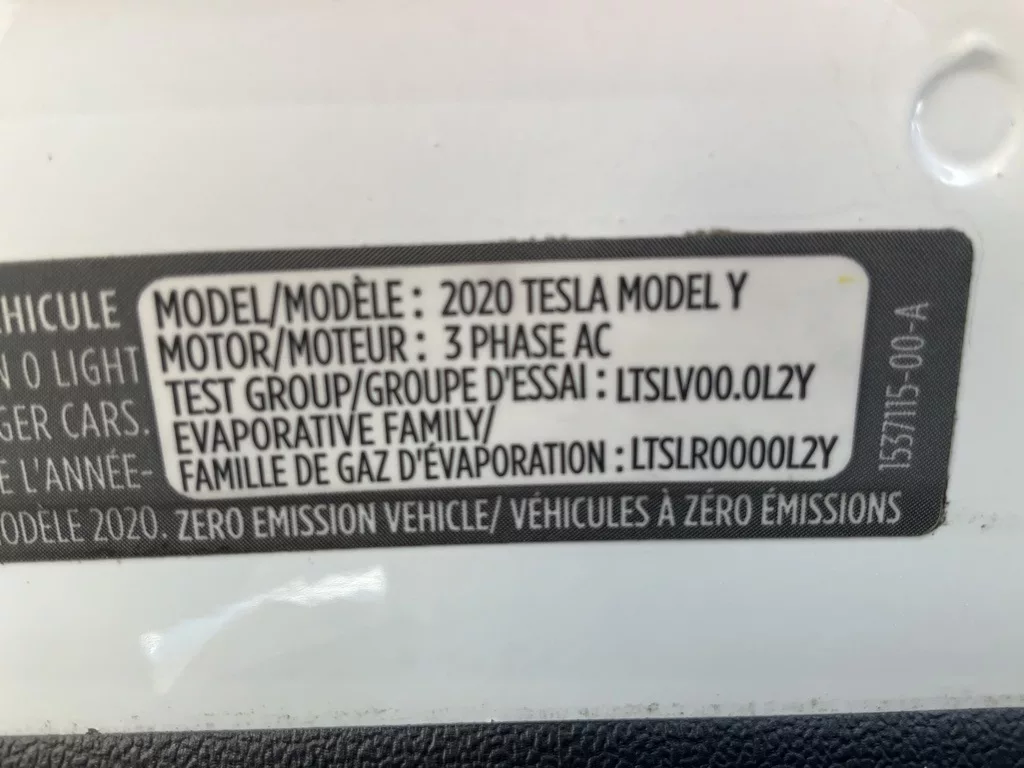 HICULE
MODEL/MODÈLE : 2020 TESLA MODEL Y
MOTOR/MOTEUR : 3 PHASE AC
0 LIGHT
TEST GROUP/GROUPE D'ESSAI : LTSLV00.0L2Y
GER CARS.
EVAPORATIVE FAMILY/
E L'ANNÉE-
FAMILLE DE GAZ D'ÉVAPORATION : LTSLR0000L2Y
ODÈLE 2020. ZERO EMISSION VEHICLE/ VÉHICULES À ZÉRO ÉMISSIONS
1537115-00-A